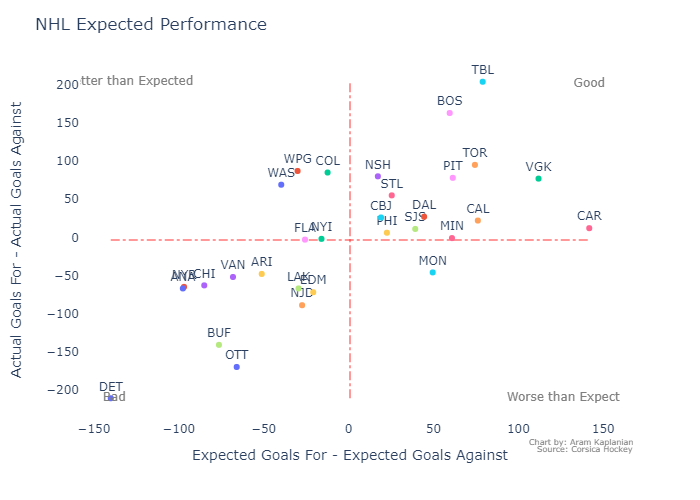 NHL Expected Performance
TBL
200
tter than Expected
Good
BOS
150
TOR
WPG
COL
NSH
PIT
VGK
100
WAS
STL
50
CBJ
DAL
CAL
CAR
FLA
NYI
PHI
SJS
MIN
0
VAN
ARI
MON
−50
ANA
NYR
CHI
LAK
EDM
NJD
−100
BUF
−150
OTT
DET
−200
Bad
Worse than Expect
−150
−100
−50
0
50
100
150
Actual Goals For – Actual Goals Against
Expected Goals For - Expected Goals Against
Chart by: Aram Kaplanian
Source: Corsica Hockey